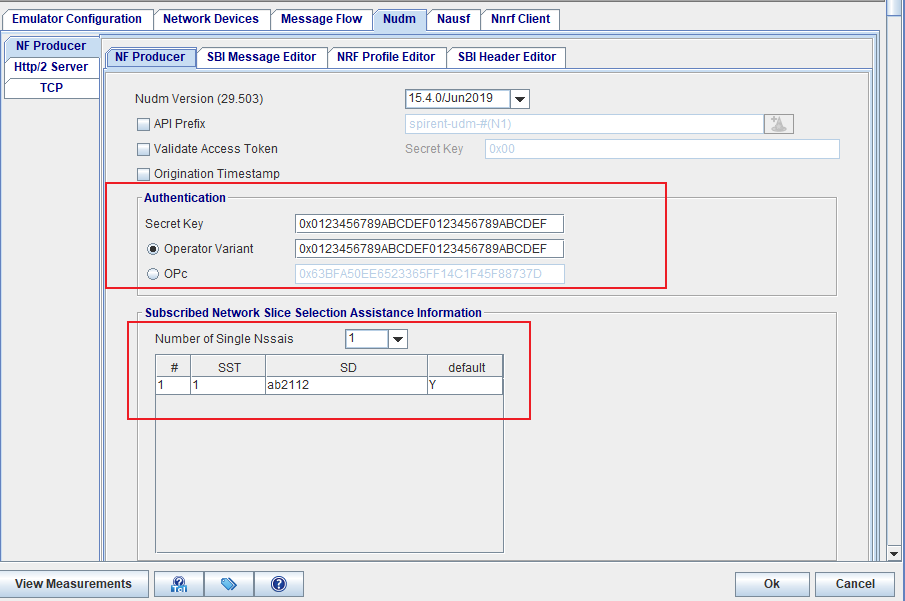 Emulator Configuration Network Devices Message Flow Nudm Nausf Nnrf Client
NF Producer
Http/2 Server
TCP
NF Producer SBI Message Editor NRF Profile Editor SBI Header Editor
Nudm Version (29.503) 15.4.0/Jun2019
API Prefix spirent-udm-#(N1)
Validate Access Token Secret Key 0x00
Origination Timestamp
Authentication
Secret Key 0x0123456789ABCDEF0123456789ABCDEF
Operator Variant 0x0123456789ABCDEF0123456789ABCDEF
OPc 0x63BFA50EE6523365FF14C1F45F88737D
Subscribed Network Slice Selection Assistance Information
Number of Single Nssais 1
# SST SD default
1 1 ab2112 Y
View Measurements Tcl Ok Cancel